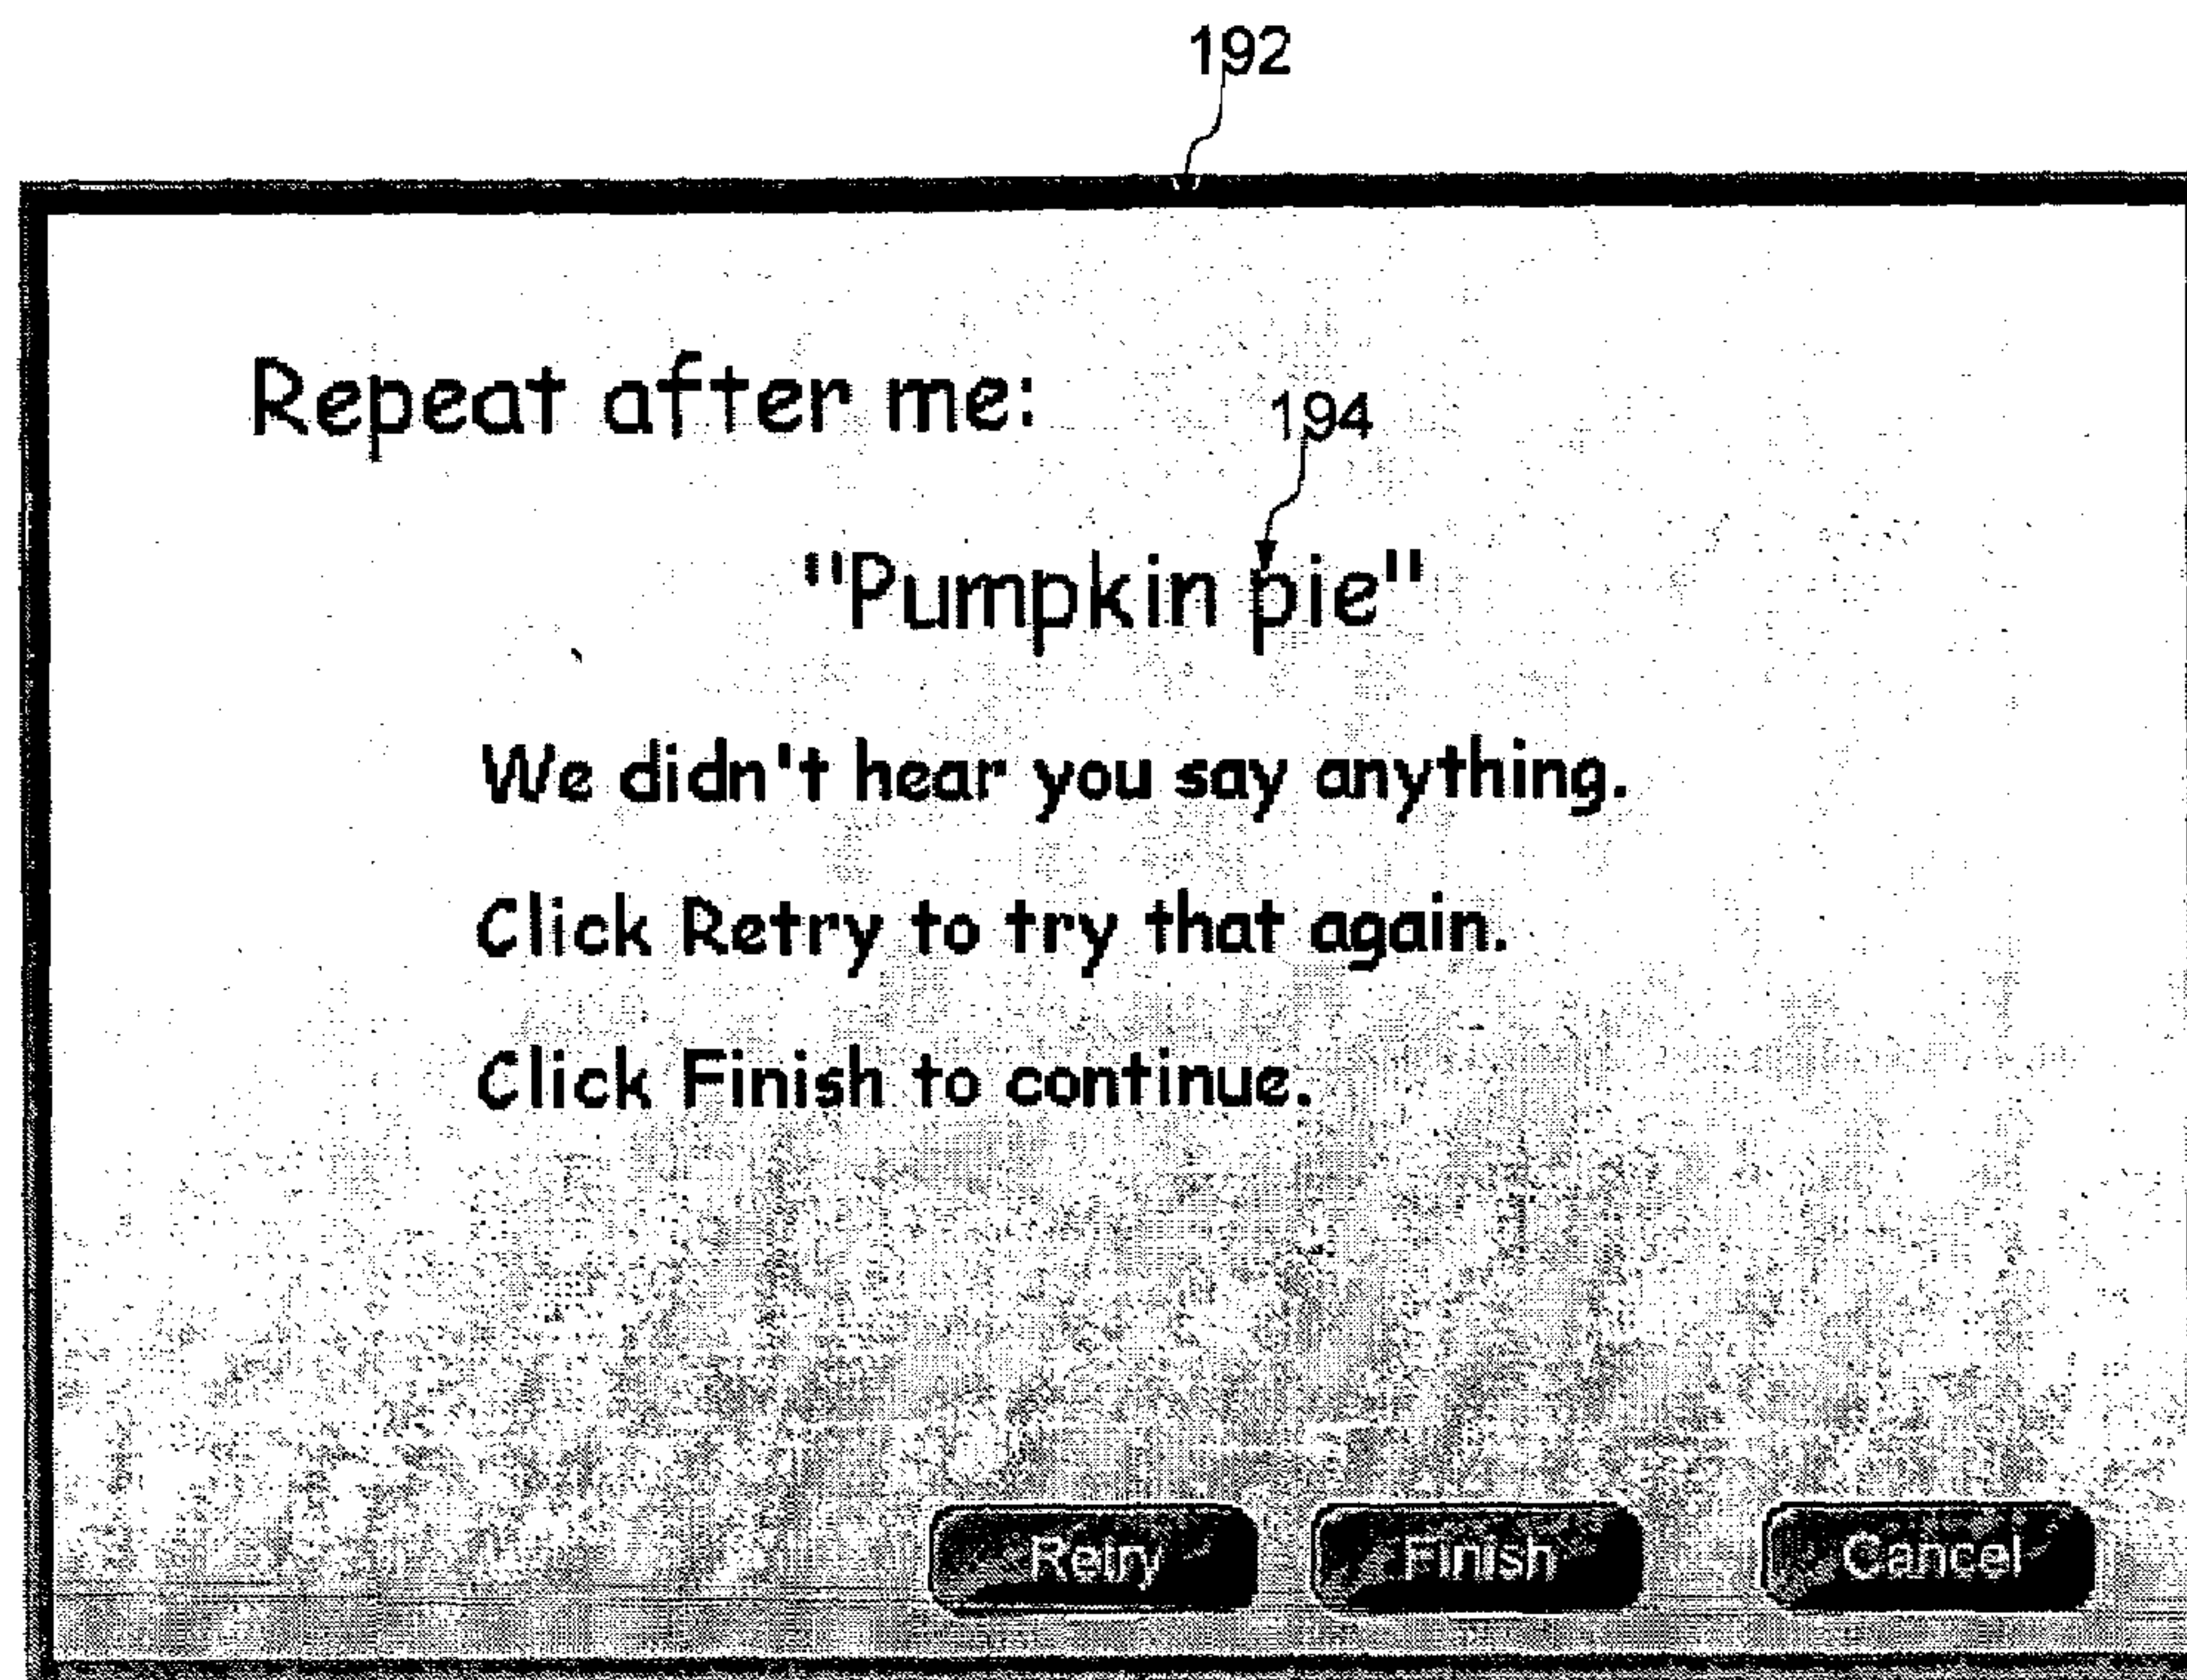 192
Repeat after me:
194
"Pumpkin pie"
We didn't hear you say anything.
Click Retry to try that again.
Click Finish to continue.
Retry Finish Cancel